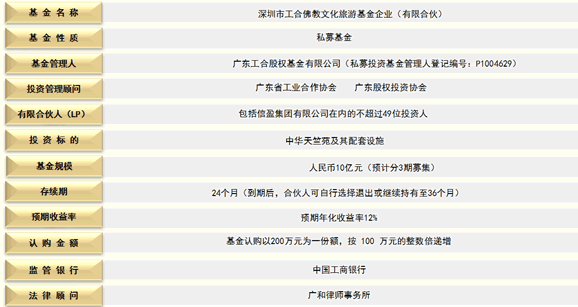 基金名称 深圳市工合佛教文化旅游基金企业（有限合伙）
基金性质 私募基金
基金管理人 广东工合股权基金有限公司（私募投资基金管理人登记编号：P1004629）
投资管理顾问 广东省工业合作协会 广东股权投资协会
有限合伙人（LP） 包括信盈集团有限公司在内的不超过49位投资人
投资标的 中华天竺苑及其配套设施
基金规模 人民币10亿元（预计分3期募集）
存续期 24个月（到期后，合伙人可自行选择退出或继续持有至36个月）
预期收益率 预期年化收益率12%
认购金额 基金认购以200万元为一份额，按 100 万元的整数倍递增
监管银行 中国工商银行
法律顾问 广和律师事务所